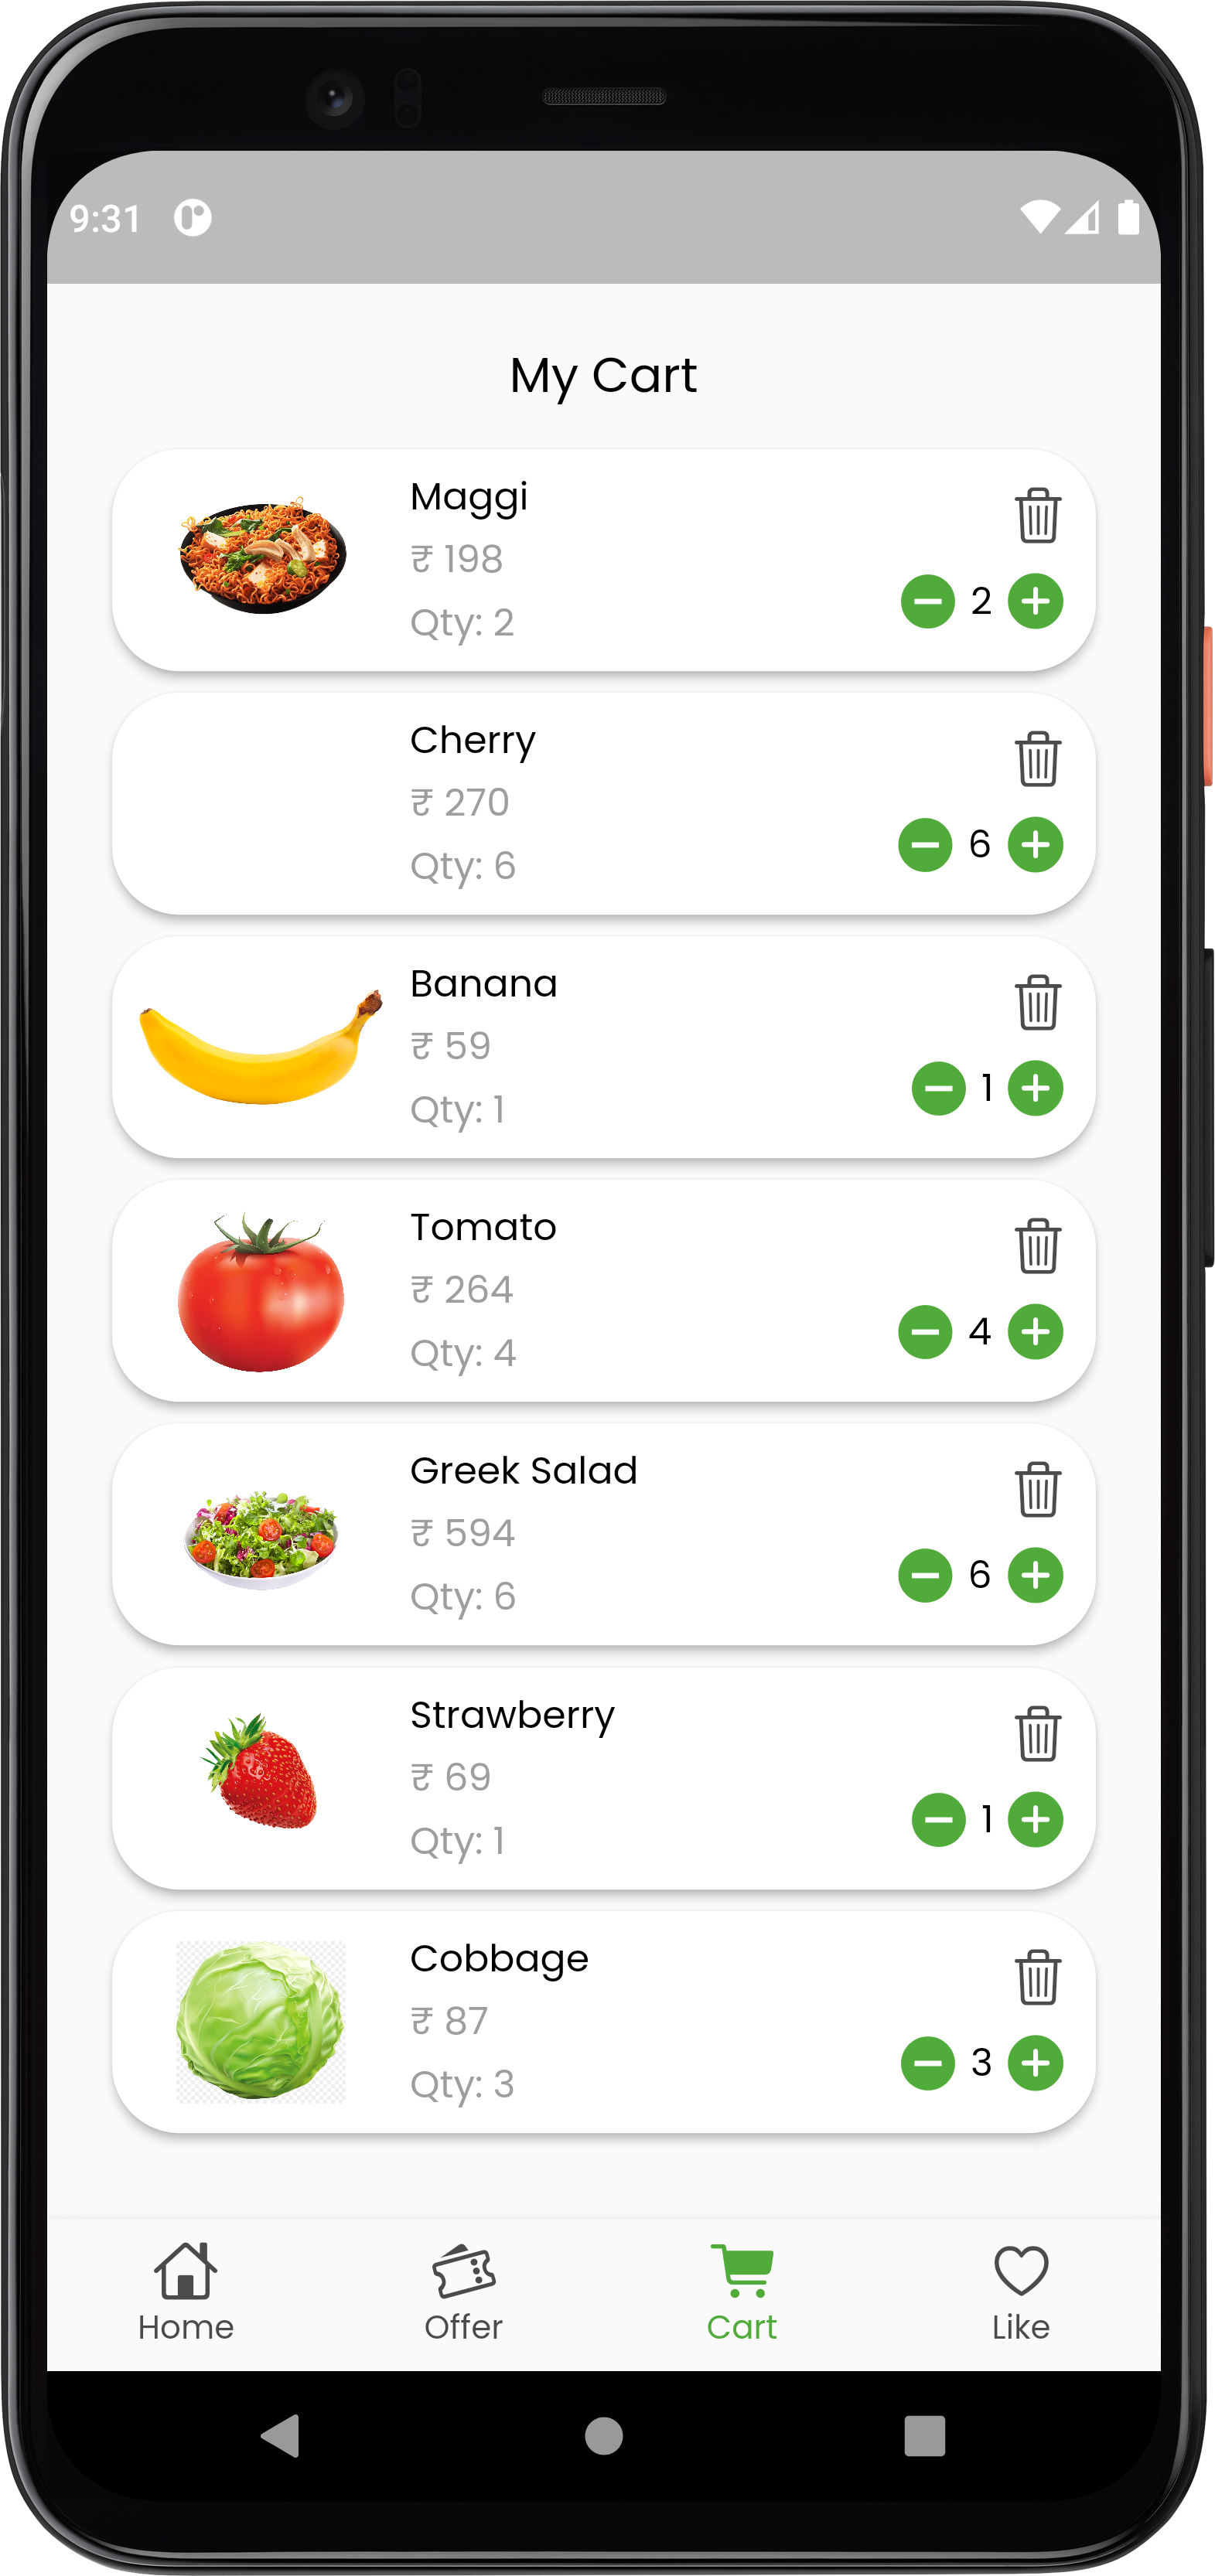 9:31
My Cart
Maggi
₹ 198
Qty: 2
2
Cherry
₹ 270
Qty: 6
6
Banana
₹ 59
Qty: 1
1
Tomato
₹ 264
Qty: 4
4
Greek Salad
₹ 594
Qty: 6
6
Strawberry
₹ 69
Qty: 1
1
Cobbage
₹ 87
Qty: 3
3
Home Offer Cart Like